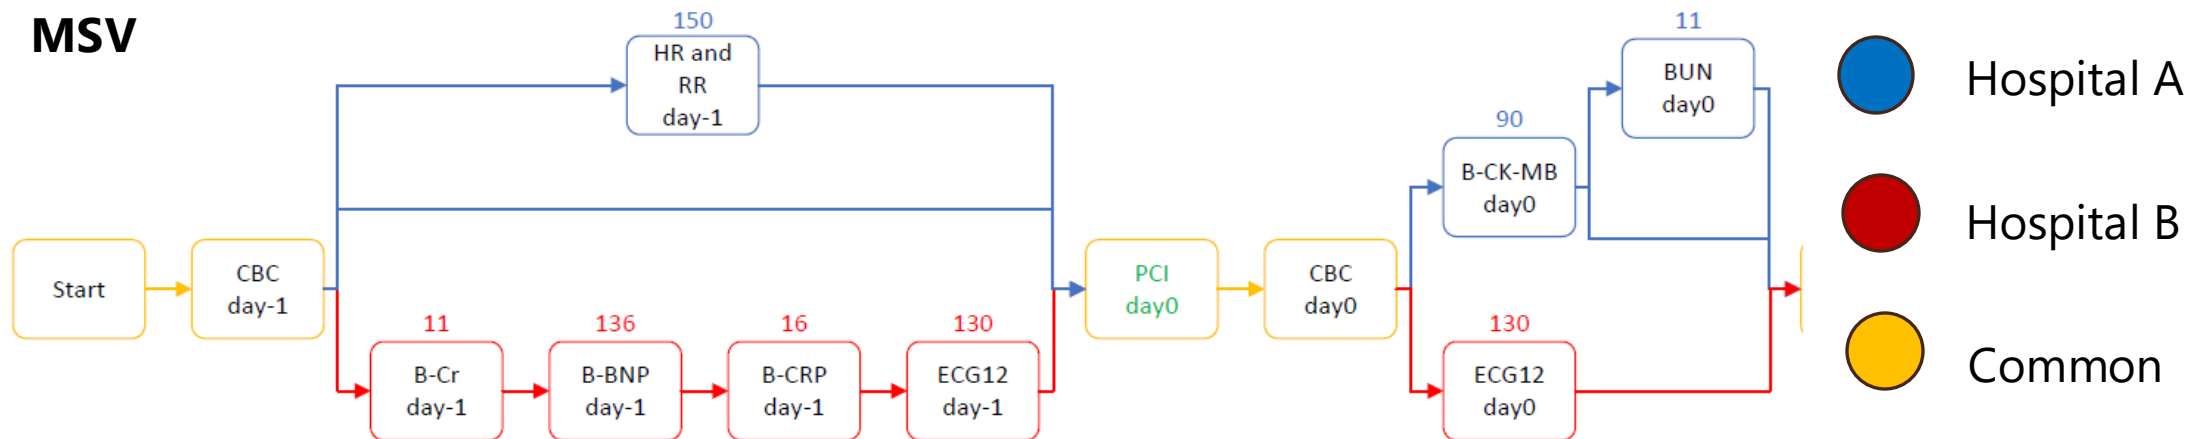 MSV
150
HR and
RR
day-1
Start
CBC
day-1
11
B-Cr
day-1
136
B-BNP
day-1
16
B-CRP
day-1
130
ECG12
day-1
PCI
day0
CBC
day0
90
B-CK-MB
day0
11
BUN
day0
130
ECG12
day0
Hospital A
Hospital B
Common